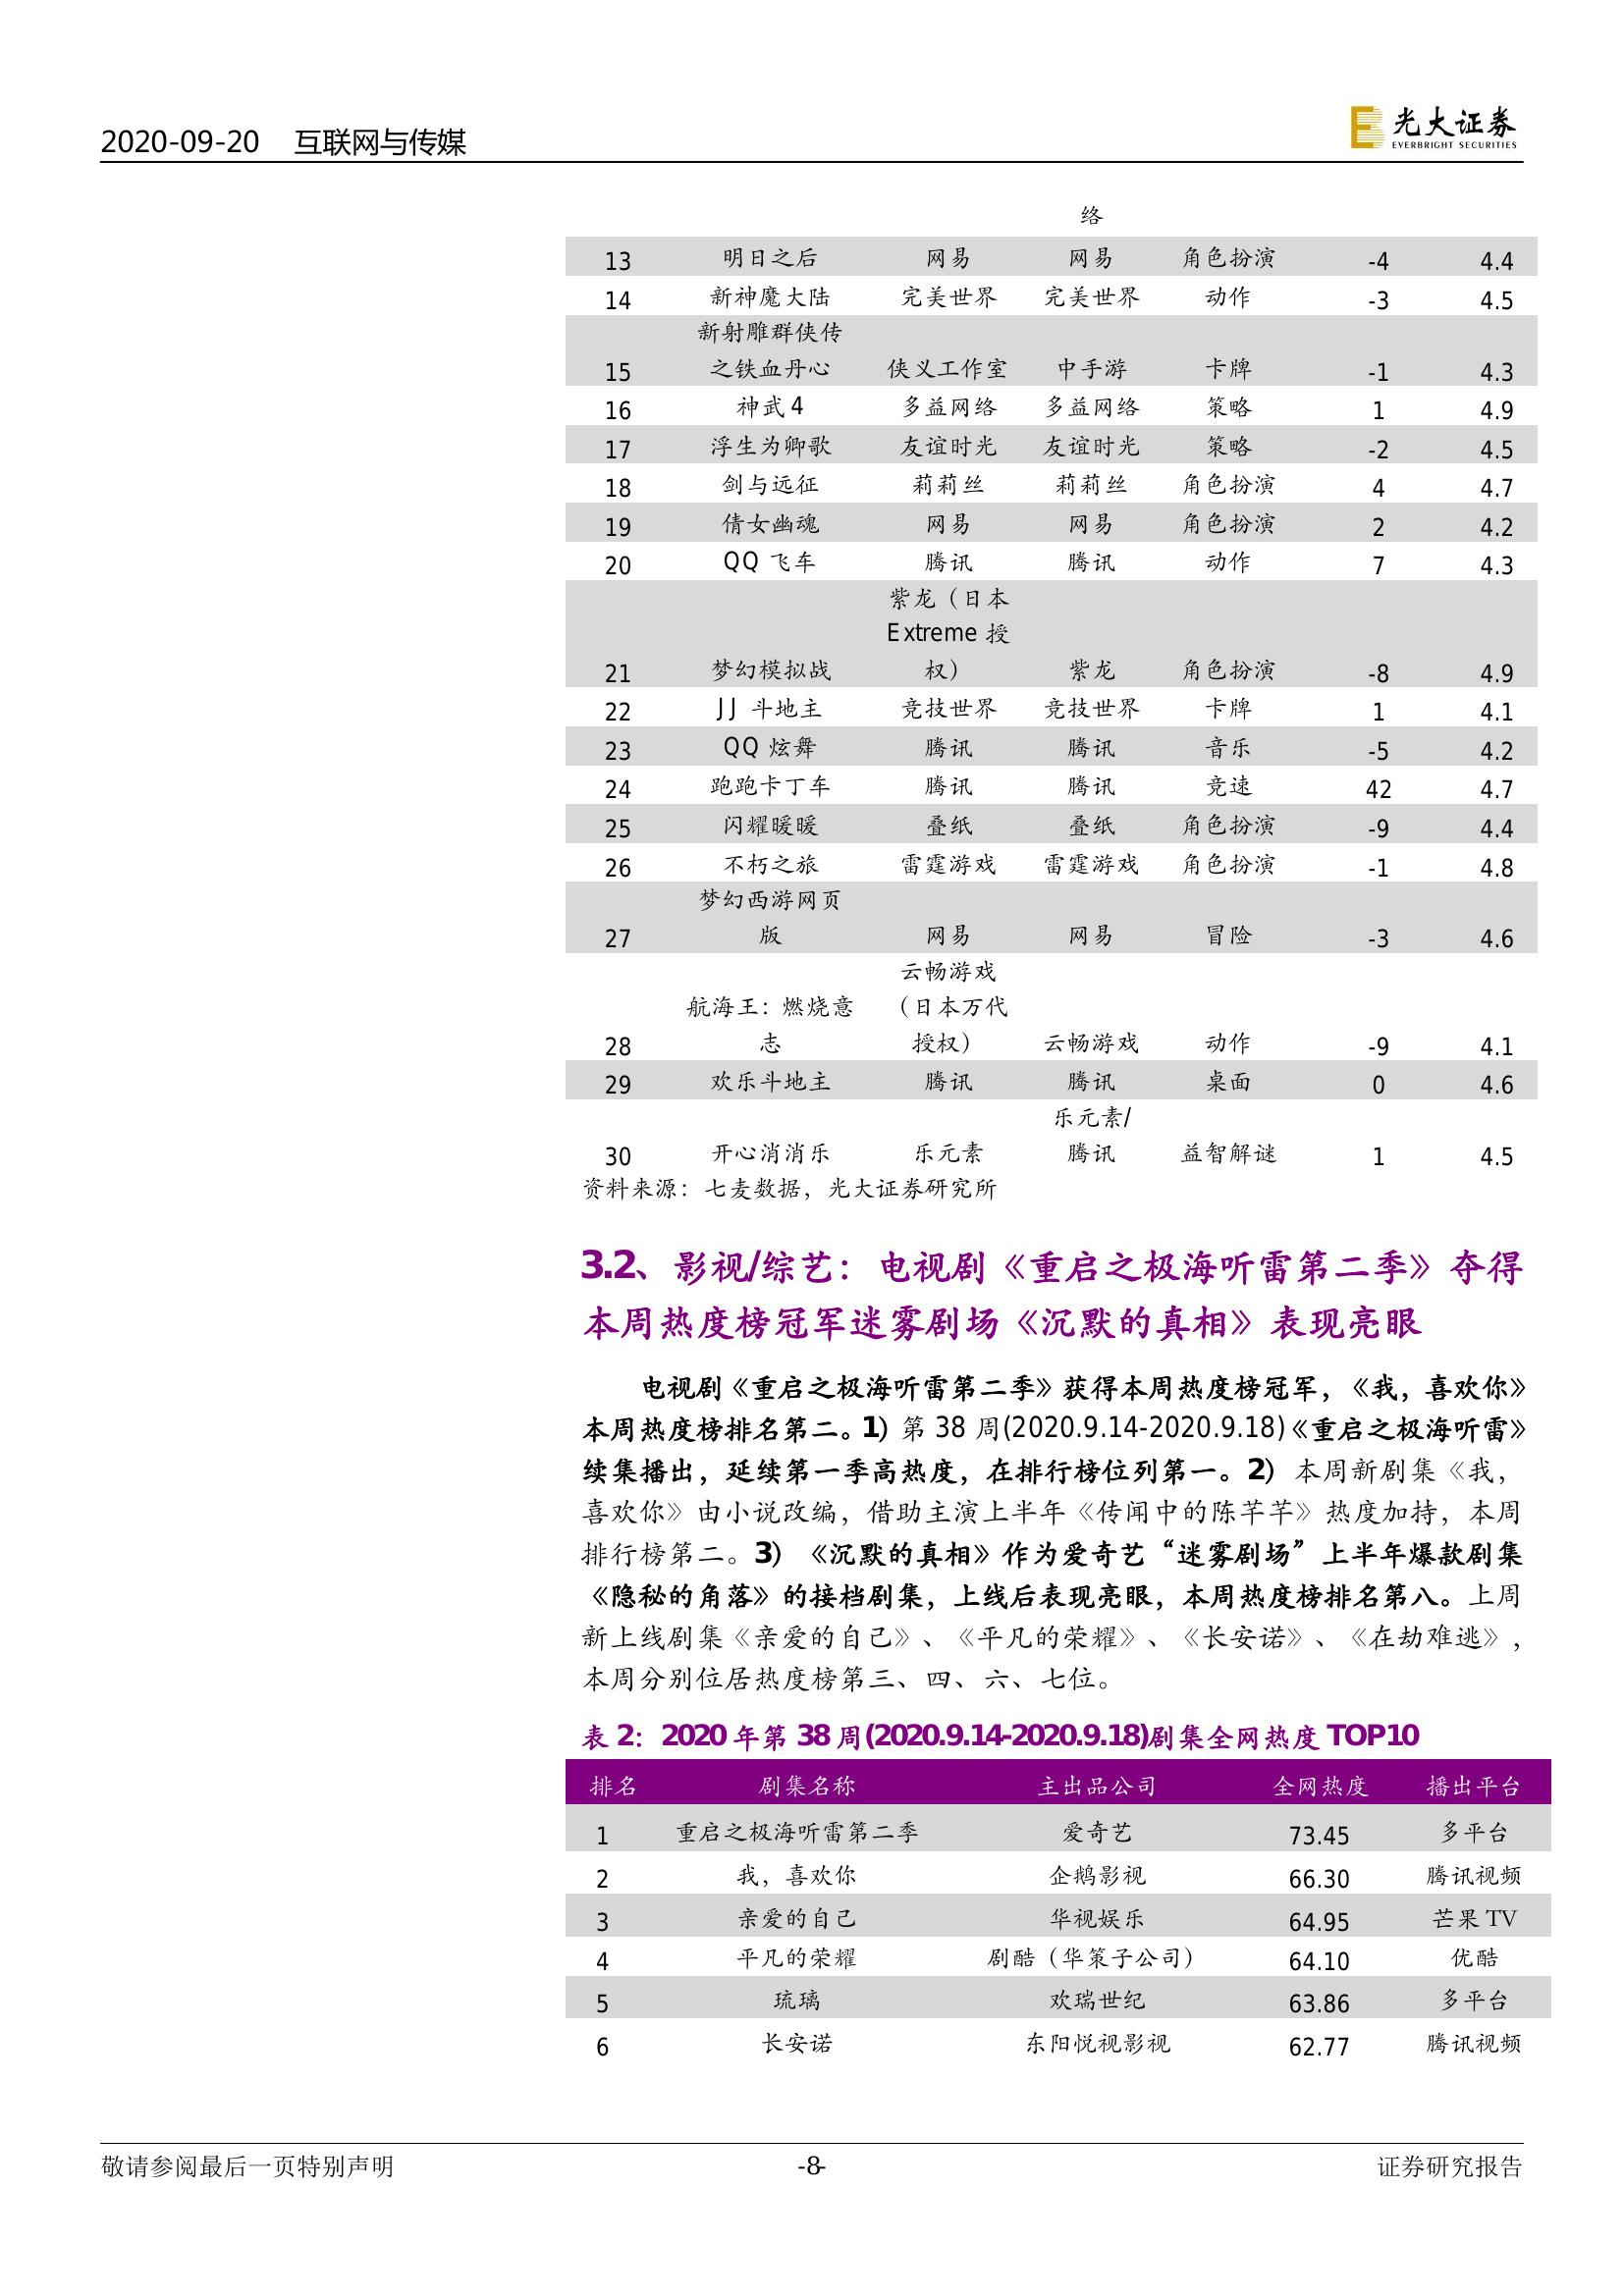 2020-09-20 互联网与传媒
光大证券
EVERBRIGHT SECURITIES
络
13 明日之后 网易 网易 角色扮演 -4 4.4
14 新神魔大陆 完美世界 完美世界 动作 -3 4.5
新射雕群侠传
15 之铁血丹心 侠义工作室 中手游 卡牌 -1 4.3
16 神武 4 多益网络 多益网络 策略 1 4.9
17 浮生为卿歌 友谊时光 友谊时光 策略 -2 4.5
18 剑与远征 莉莉丝 莉莉丝 角色扮演 4 4.7
19 倩女幽魂 网易 网易 角色扮演 2 4.2
20 QQ 飞车 腾讯 腾讯 动作 7 4.3
紫龙（日本
Extreme 授
21 梦幻模拟战 权） 紫龙 角色扮演 -8 4.9
22 JJ 斗地主 竞技世界 竞技世界 卡牌 1 4.1
23 QQ 炫舞 腾讯 腾讯 音乐 -5 4.2
24 跑跑卡丁车 腾讯 腾讯 竞速 42 4.7
25 闪耀暖暖 叠纸 叠纸 角色扮演 -9 4.4
26 不朽之旅 雷霆游戏 雷霆游戏 角色扮演 -1 4.8
梦幻西游网页
27 版 网易 网易 冒险 -3 4.6
云畅游戏
航海王：燃烧意 （日本万代
28 志 授权） 云畅游戏 动作 -9 4.1
29 欢乐斗地主 腾讯 腾讯 桌面 0 4.6
乐元素/
30 开心消消乐 乐元素 腾讯 益智解谜 1 4.5
资料来源：七麦数据，光大证券研究所
3.2、影视/综艺：电视剧《重启之极海听雷第二季》夺得
本周热度榜冠军迷雾剧场《沉默的真相》表现亮眼
电视剧《重启之极海听雷第二季》获得本周热度榜冠军，《我，喜欢你》
本周热度榜排名第二。1）第 38 周(2020.9.14-2020.9.18)《重启之极海听雷》
续集播出，延续第一季高热度，在排行榜位列第一。2）本周新剧集《我，
喜欢你》由小说改编，借助主演上半年《传闻中的陈芊芊》热度加持，本周
排行榜第二。3）《沉默的真相》作为爱奇艺“迷雾剧场”上半年爆款剧集
《隐秘的角落》的接档剧集，上线后表现亮眼，本周热度榜排名第八。上周
新上线剧集《亲爱的自己》、《平凡的荣耀》、《长安诺》、《在劫难逃》，
本周分别位居热度榜第三、四、六、七位。
表 2：2020 年第 38 周(2020.9.14-2020.9.18)剧集全网热度 TOP10
排名 剧集名称 主出品公司 全网热度 播出平台
1 重启之极海听雷第二季 爱奇艺 73.45 多平台
2 我，喜欢你 企鹅影视 66.30 腾讯视频
3 亲爱的自己 华视娱乐 64.95 芒果 TV
4 平凡的荣耀 剧酷（华策子公司） 64.10 优酷
5 琉璃 欢瑞世纪 63.86 多平台
6 长安诺 东阳悦视影视 62.77 腾讯视频
敬请参阅最后一页特别声明 -8- 证券研究报告